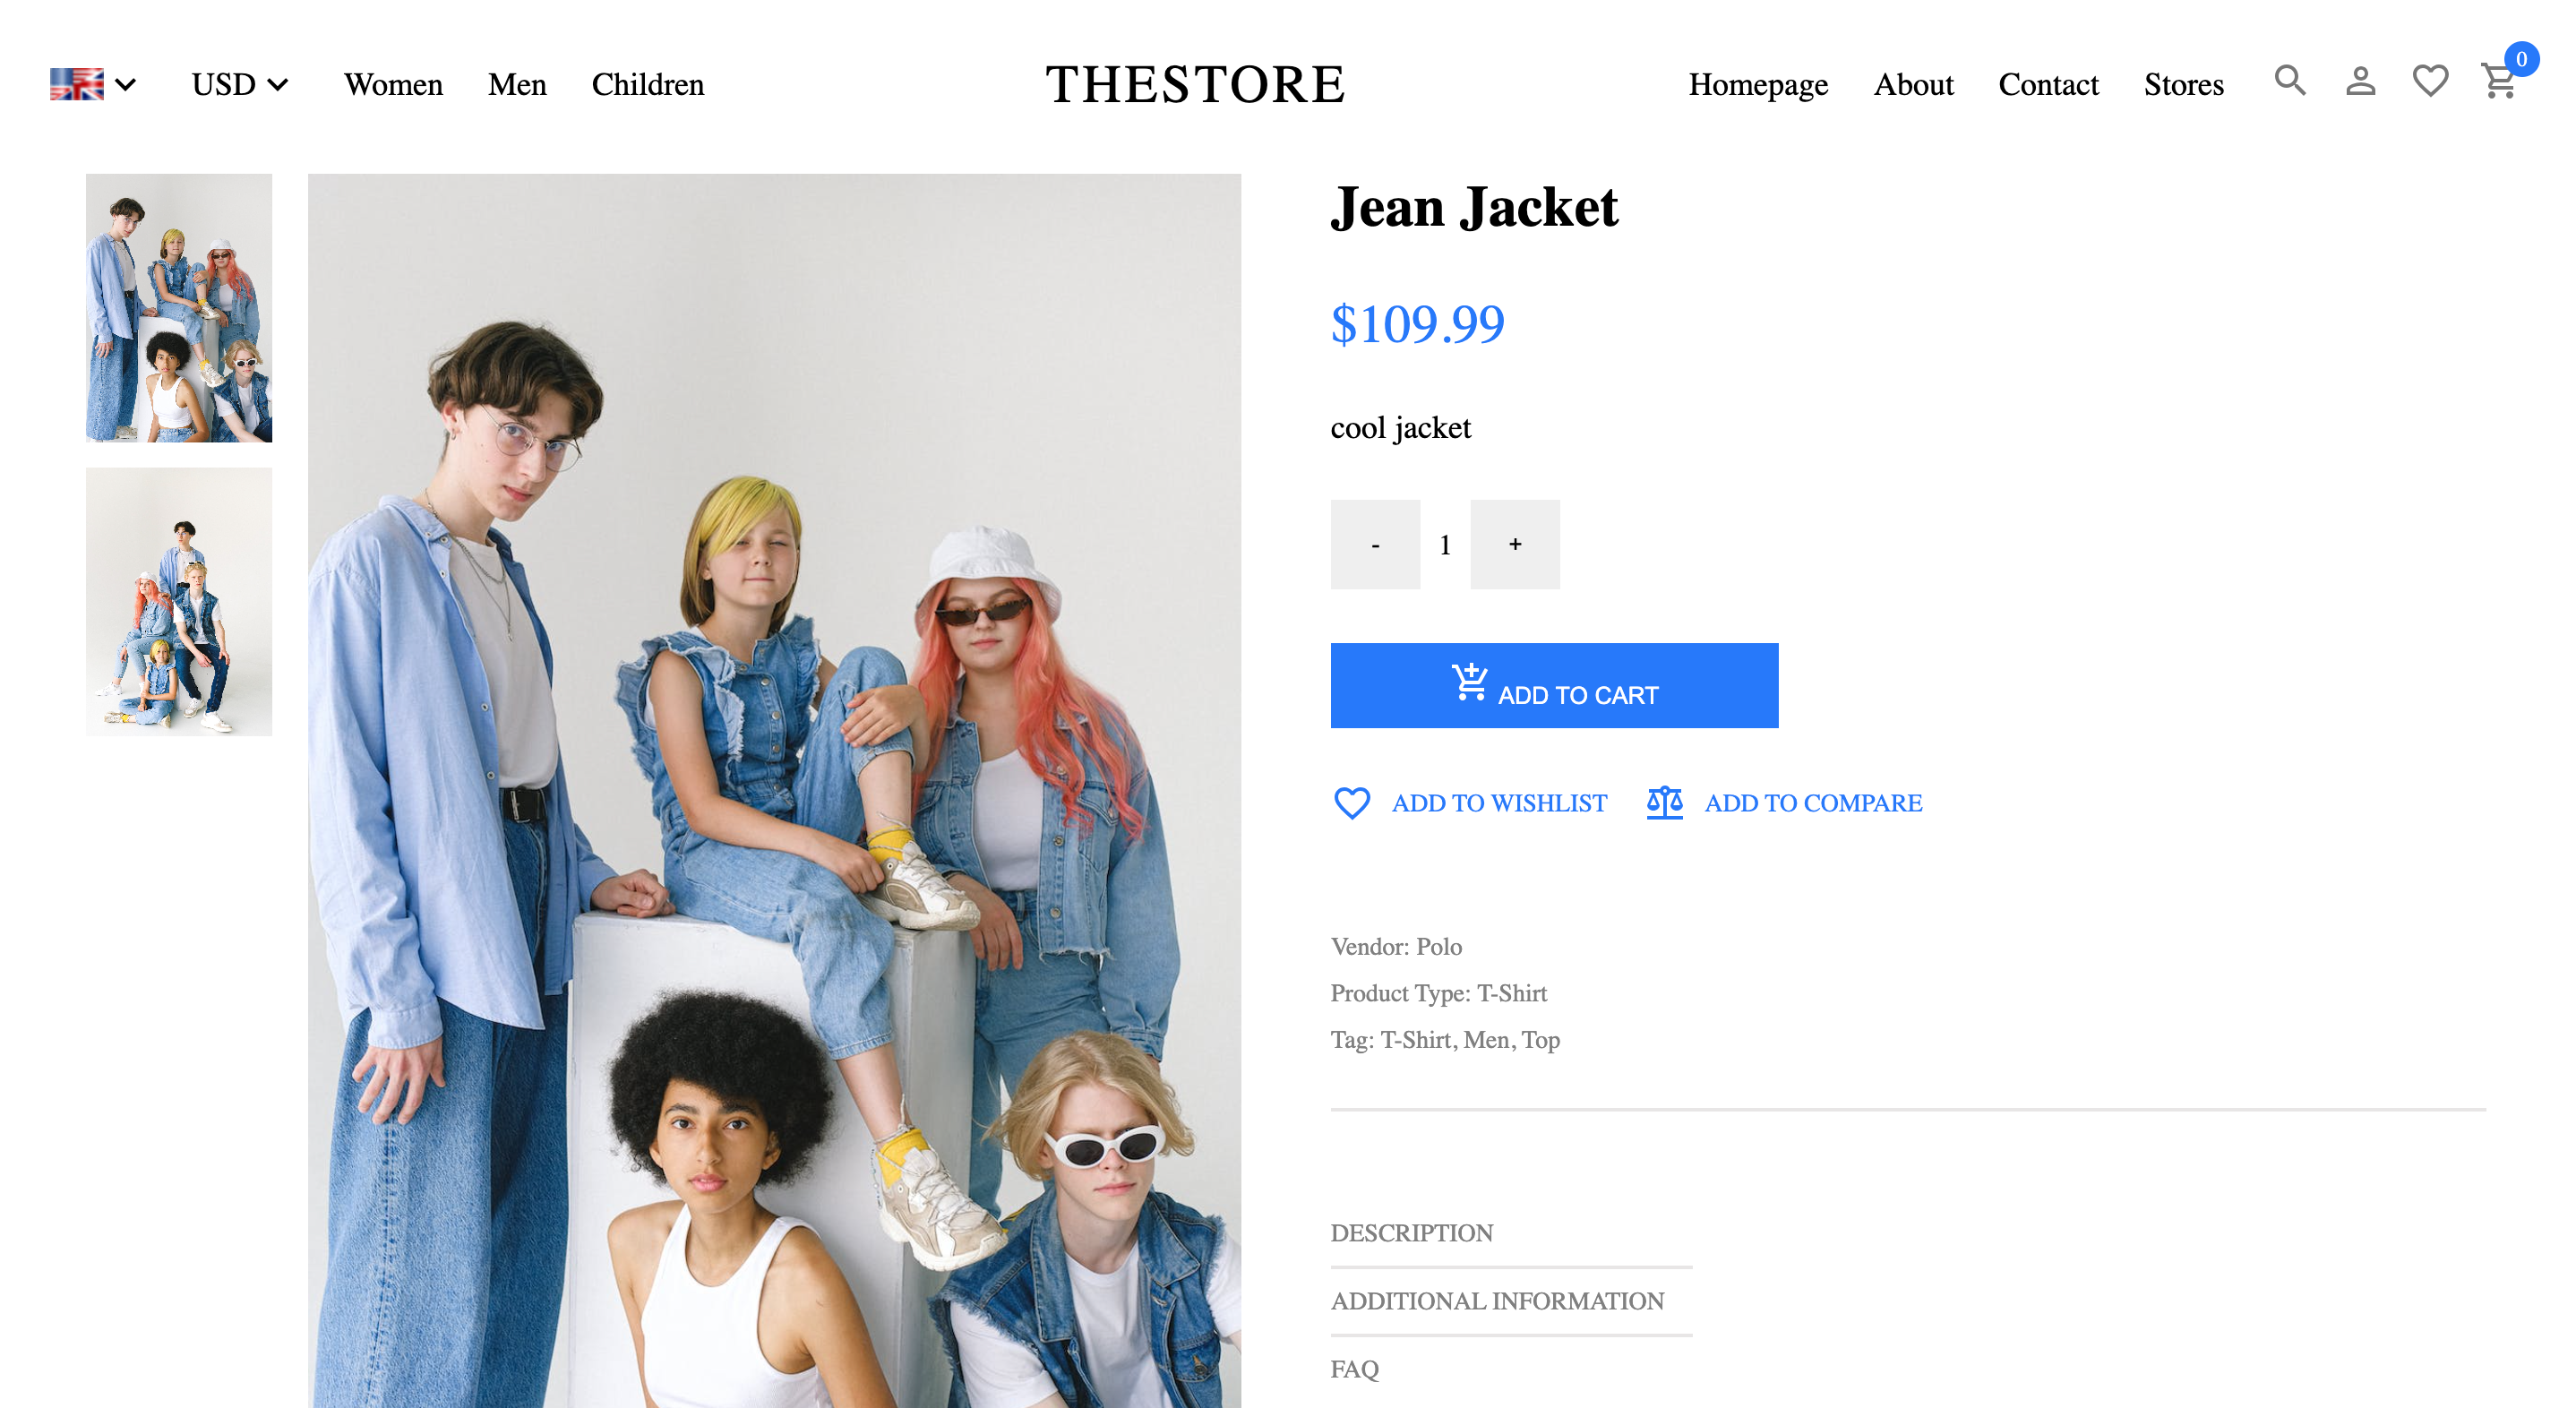 USD Women Men Children THESTORE Homepage About Contact Stores 0
Jean Jacket
$109.99
cool jacket
- 1 +
ADD TO CART
ADD TO WISHLIST ADD TO COMPARE
Vendor: Polo
Product Type: T-Shirt
Tag: T-Shirt, Men, Top
DESCRIPTION
ADDITIONAL INFORMATION
FAQ